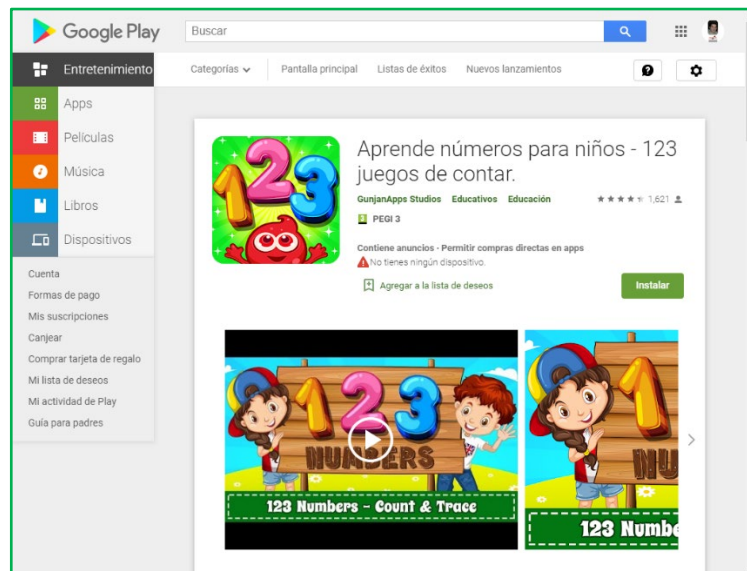 Google Play
Buscar
Entretenimiento
Categorías
Pantalla principal
Listas de éxitos
Nuevos lanzamientos
Apps
Películas
Música
Libros
Dispositivos
Cuenta
Formas de pago
Mis suscripciones
Canjear
Comprar tarjeta de regalo
Mi lista de deseos
Mi actividad de Play
Guía para padres
123
Aprende números para niños - 123
juegos de contar.
GunjanApps Studios Educativos Educación
1,621
3 PEGI 3
Contiene anuncios · Permitir compras directas en apps
No tienes ningún dispositivo.
Agregar a la lista de deseos
Instalar
123
NUMBERS
123 Numbers - Count & Trace
1
NU
123 Numbe